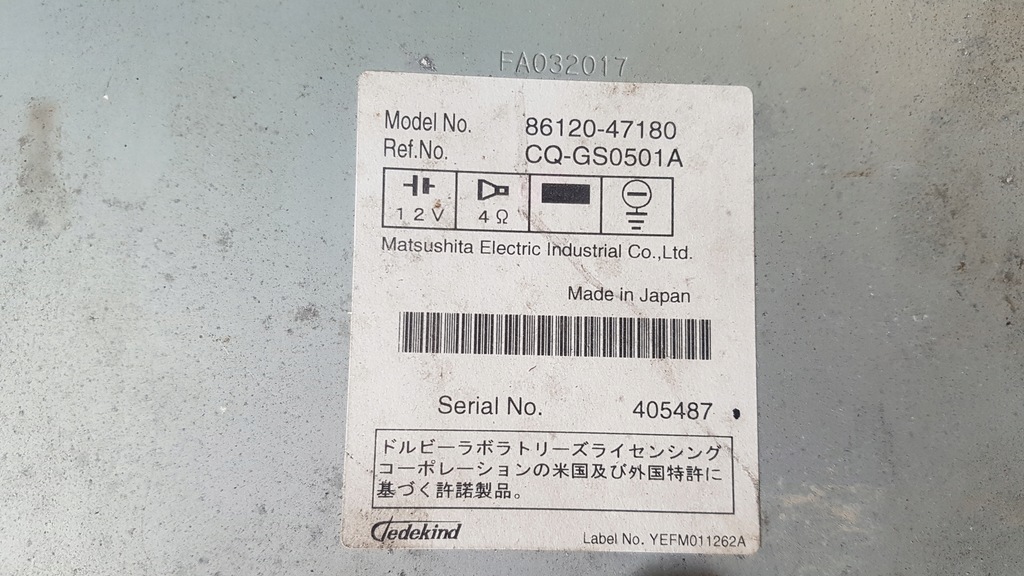 FA032017
Model No. 86120-47180
Ref.No. CQ-GS0501A
12V 4Ω
Matsushita Electric Industrial Co.,Ltd.
Made in Japan
Serial No. 405487
ドルビーラボラトリーズライセンシング
コーポレーションの米国及び外国特許に
基づく許諾製品。
Gedekind
Label No. YEFM011262A